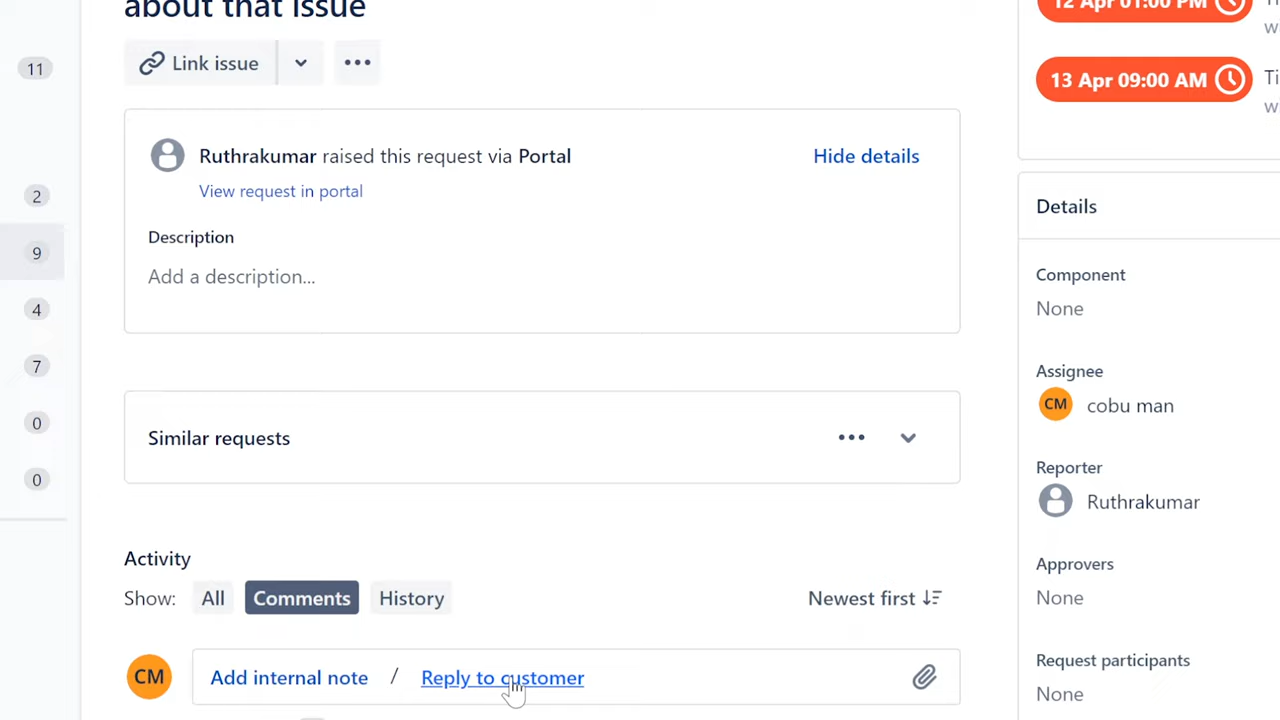 about that issue
Link issue
Ruthrakumar raised this request via Portal
Hide details
View request in portal
Description
Add a description...
Similar requests
Activity
Show: All Comments History
Newest first
CM Add internal note / Reply to customer
11
2
9
4
7
0
0
12 Apr 01:00 PM
13 Apr 09:00 AM
Details
Component
None
Assignee
CM cobu man
Reporter
Ruthrakumar
Approvers
None
Request participants
None